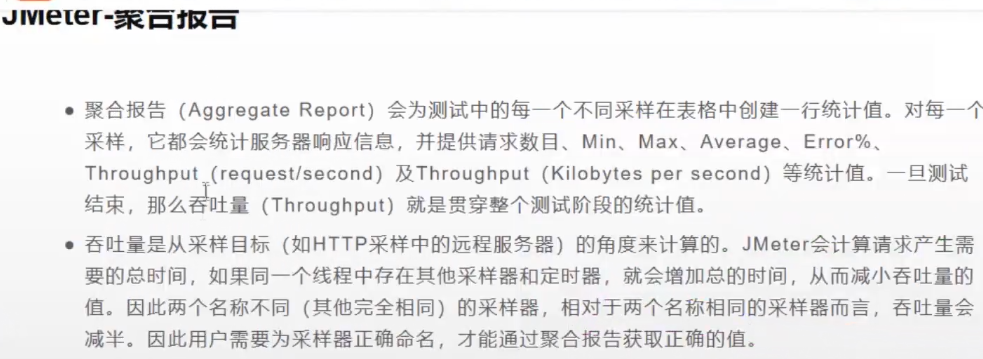 JMeter-聚合报告
聚合报告（Aggregate Report）会为测试中的每一个不同采样在表格中创建一行统计值。对每一个
采样，它都会统计服务器响应信息，并提供请求数目、Min、Max、Average、Error%、
Throughput（request/second）及Throughput（Kilobytes per second）等统计值。一旦测试
结束，那么吞吐量（Throughput）就是贯穿整个测试阶段的统计值。
吞吐量是从采样目标（如HTTP采样中的远程服务器）的角度来计算的。JMeter会计算请求产生需
要的总时间，如果同一个线程中存在其他采样器和定时器，就会增加总的时间，从而减小吞吐量的
值。因此两个名称不同（其他完全相同）的采样器，相对于两个名称相同的采样器而言，吞吐量会
减半。因此用户需要为采样器正确命名，才能通过聚合报告获取正确的值。